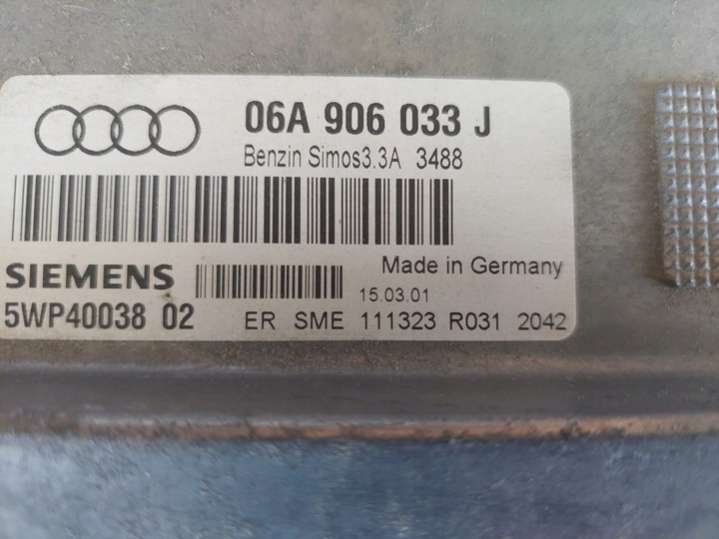 06A 906 033 J
Benzin Simos3.3A 3488
SIEMENS
Made in Germany
15.03.01
5WP40038 02
ER SME 111323 R031 2042